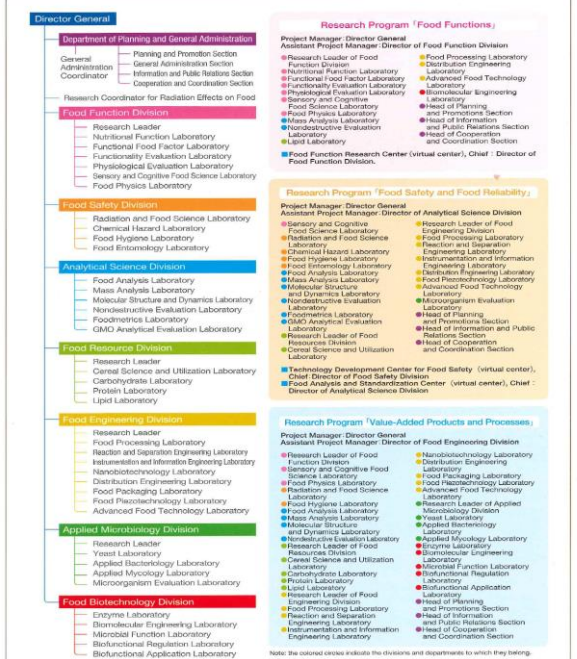 Director General
Department of Planning and General Administration
General
Administration
Coordinator
Planning and Promotion Section
General Administration Section
Information and Public Relations Section
Cooperation and Coordination Section
Research Coordinator for Radiation Effects on Food
Food Function Division
Research Leader
Nutritional Function Laboratory
Functional Food Factor Laboratory
Functionality Evaluation Laboratory
Physiological Evaluation Laboratory
Sensory and Cognitive Food Science Laboratory
Food Physics Laboratory
Food Safety Division
Radiation and Food Science Laboratory
Chemical Hazard Laboratory
Food Hygiene Laboratory
Food Entomology Laboratory
Analytical Science Division
Food Analysis Laboratory
Mass Analysis Laboratory
Molecular Structure and Dynamics Laboratory
Nondestructive Evaluation Laboratory
Foodmetrics Laboratory
GMO Analytical Evaluation Laboratory
Food Resource Division
Research Leader
Cereal Science and Utilization Laboratory
Carbohydrate Laboratory
Protein Laboratory
Lipid Laboratory
Food Engineering Division
Research Leader
Food Processing Laboratory
Reaction and Separation Engineering Laboratory
Instrumentation and Information Engineering Laboratory
Nanobiotechnology Laboratory
Distribution Engineering Laboratory
Food Packaging Laboratory
Food Piezotechnology Laboratory
Advanced Food Technology Laboratory
Applied Microbiology Division
Research Leader
Yeast Laboratory
Applied Bacteriology Laboratory
Applied Mycology Laboratory
Microorganism Evaluation Laboratory
Food Biotechnology Division
Enzyme Laboratory
Biomolecular Engineering Laboratory
Microbial Function Laboratory
Biofunctional Regulation Laboratory
Biofunctional Application Laboratory
Research Program「Food Functions」
Project Manager:Director General
Assistant Project Manager:Director of Food Function Division
Research Leader of Food
Function Division
Nutritional Function Laboratory
Functional Food Factor Laboratory
Functionality Evaluation Laboratory
Physiological Evaluation Laboratory
Sensory and Cognitive
Food Science Laboratory
Food Physics Laboratory
Mass Analysis Laboratory
Nondestructive Evaluation
Laboratory
Lipid Laboratory
Food Processing Laboratory
Distribution Engineering
Laboratory
Advanced Food Technology
Laboratory
Biomolecular Engineering
Laboratory
Head of Planning
and Promotions Section
Head of Information
and Public Relations Section
Head of Cooperation
and Coordination Section
Food Function Research Center (virtual center), Chief : Director of
Food Function Division.
Research Program「Food Safety and Food Reliability」
Project Manager:Director General
Assistant Project Manager:Director of Analytical Science Division
Sensory and Cognitive
Food Science Laboratory
Radiation and Food Science
Laboratory
Chemical Hazard Laboratory
Food Hygiene Laboratory
Food Entomology Laboratory
Food Analysis Laboratory
Mass Analysis Laboratory
Molecular Structure
and Dynamics Laboratory
Nondestructive Evaluation
Laboratory
Foodmetrics Laboratory
GMO Analytical Evaluation
Laboratory
Research Leader of Food
Resources Division
Cereal Science and Utilization
Laboratory
Research Leader of Food
Engineering Division
Food Processing Laboratory
Reaction and Separation
Engineering Laboratory
Instrumentation and Information
Engineering Laboratory
Distribution Engineering Laboratory
Food Piezotechnology Laboratory
Advanced Food Technology
Laboratory
Microorganism Evaluation
Laboratory
Head of Planning
and Promotions Section
Head of Information and Public
Relations Section
Head of Cooperation
and Coordination Section
Technology Development Center for Food Safety (virtual center),
Chief:Director of Food Safety Division
Food Analysis and Standardization Center (virtual center), Chief :
Director of Analytical Science Division
Research Program「Value-Added Products and Processes」
Project Manager:Director General
Assistant Project Manager:Director of Food Engineering Division
Research Leader of Food
Function Division
Sensory and Cognitive Food
Science Laboratory
Food Physics Laboratory
Radiation and Food Science
Laboratory
Food Hygiene Laboratory
Food Analysis Laboratory
Mass Analysis Laboratory
Molecular Structure
and Dynamics Laboratory
Nondestructive Evaluation Laboratory
Research Leader of Food
Resources Division
Cereal Science and Utilization
Laboratory
Carbohydrate Laboratory
Protein Laboratory
Lipid Laboratory
Research Leader of Food
Engineering Division
Food Processing Laboratory
Reaction and Separation
Engineering Laboratory
Instrumentation and Information
Engineering Laboratory
Nanobiotechnology Laboratory
Distribution Engineering
Laboratory
Food Packaging Laboratory
Food Piezotechnology Laboratory
Advanced Food Technology
Laboratory
Research Leader of Applied
Microbiology Division
Yeast Laboratory
Applied Bacteriology
Laboratory
Applied Mycology Laboratory
Enzyme Laboratory
Biomolecular Engineering
Laboratory
Microbial Function Laboratory
Biofunctional Regulation
Laboratory
Biofunctional Application
Laboratory
Head of Planning
and Promotions Section
Head of Information
and Public Relations Section
Head of Cooperation
and Coordination Section
Note: the colored circles indicate the divisions and departments to which they belong.